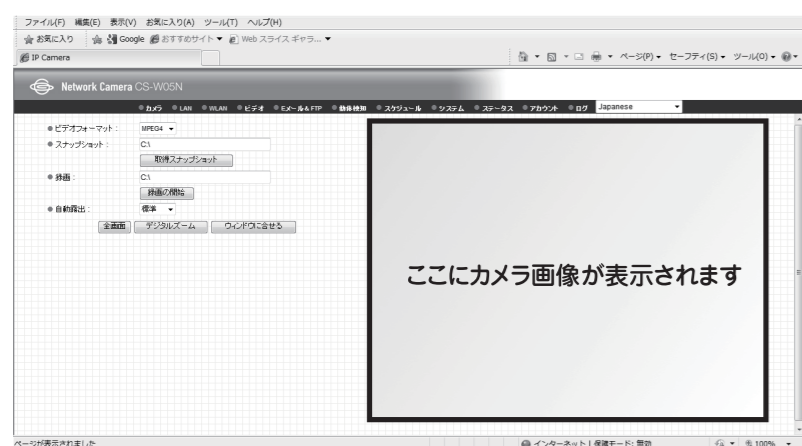 ファイル(F) 編集(E) 表示(V) お気に入り(A) ツール(T) ヘルプ(H)
お気に入り Google おすすめサイト ▼ Web スライス ギャラ... ▼
IP Camera ページ(P) ▼ セーフティ(S) ▼ ツール(O) ▼
Network Camera CS-W05N
カメラ LAN WLAN ビデオ Eメール&FTP 動体検知 スケジュール システム ステータス アカウント ログ Japanese
ビデオフォーマット: MPEG4
スナップショット: C:\
取得スナップショット
録画: C:\
録画の開始
自動露出: 標準
全画面 デジタルズーム ウィンドウに合せる
ここにカメラ画像が表示されます
ページが表示されました インターネット | 保護モード: 無効 100%